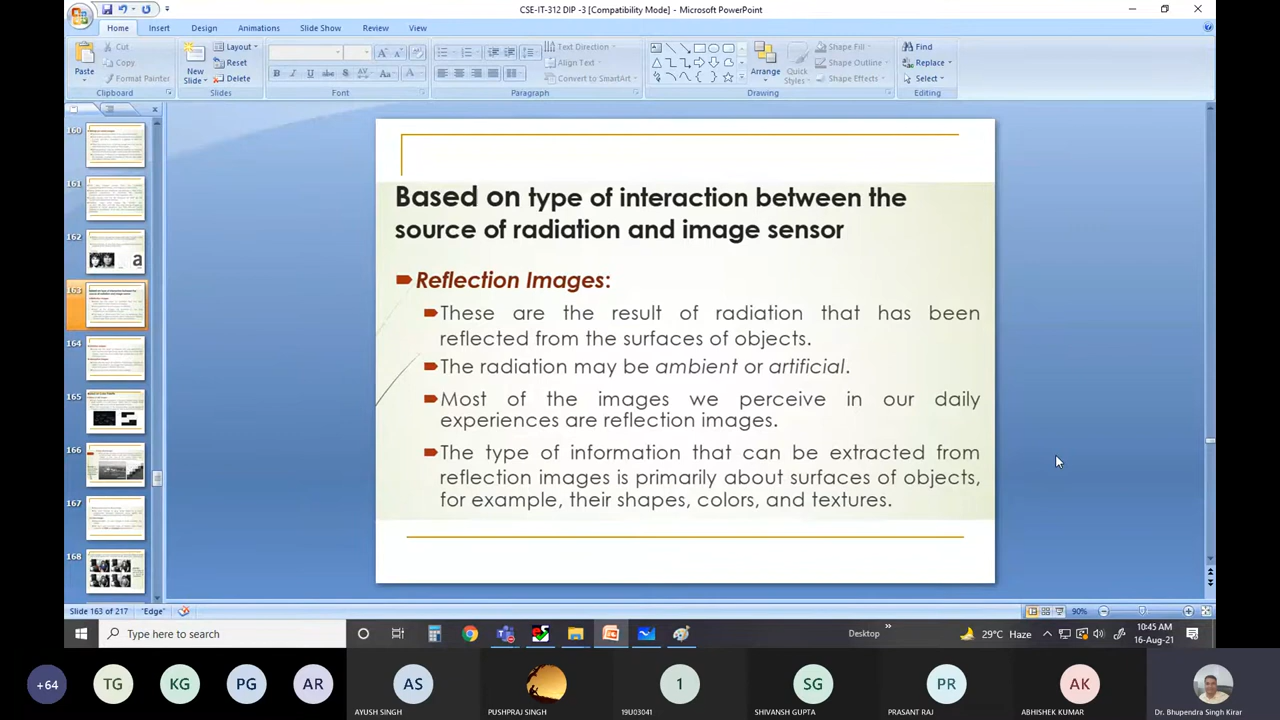 CSE-IT-312 DIP -3 [Compatibility Mode] - Microsoft PowerPoint
Home Insert Design Animations Slide Show Review View
Paste
Cut
Copy
Format Painter
Clipboard
New Slide
Layout
Reset
Delete
Slides
Font
Text Direction
Align Text
Convert to SmartArt
Paragraph
Arrange
Quick Styles
Shape Fill
Shape Outline
Shape Effects
Drawing
Find
Replace
Select
Editing
160
161
162
163
164
165
166
167
168
Based on type of interaction between the
source of radiation and image sensor
Reflection Images:
These are the result of radiation that has been
reflected from the surfaces of objects.
The radiation may be ambient or artificial.
Most of the images we perceive in our daily
experiences are reflection images.
The type of information that can be extracted from
reflection images is primarily about surfaces of objects,
for example, their shapes, colors, and textures.
Slide 163 of 217 "Edge" 90%
Type here to search
Desktop
29°C Haze
10:45 AM
16-Aug-21
+64 TG KG PG AR AS 1 SG PR AK
AYUSH SINGH PUSHPRAJ SINGH 19U03041 SHIVANSH GUPTA PRASANT RAJ ABHISHEK KUMAR Dr. Bhupendra Singh Kirar